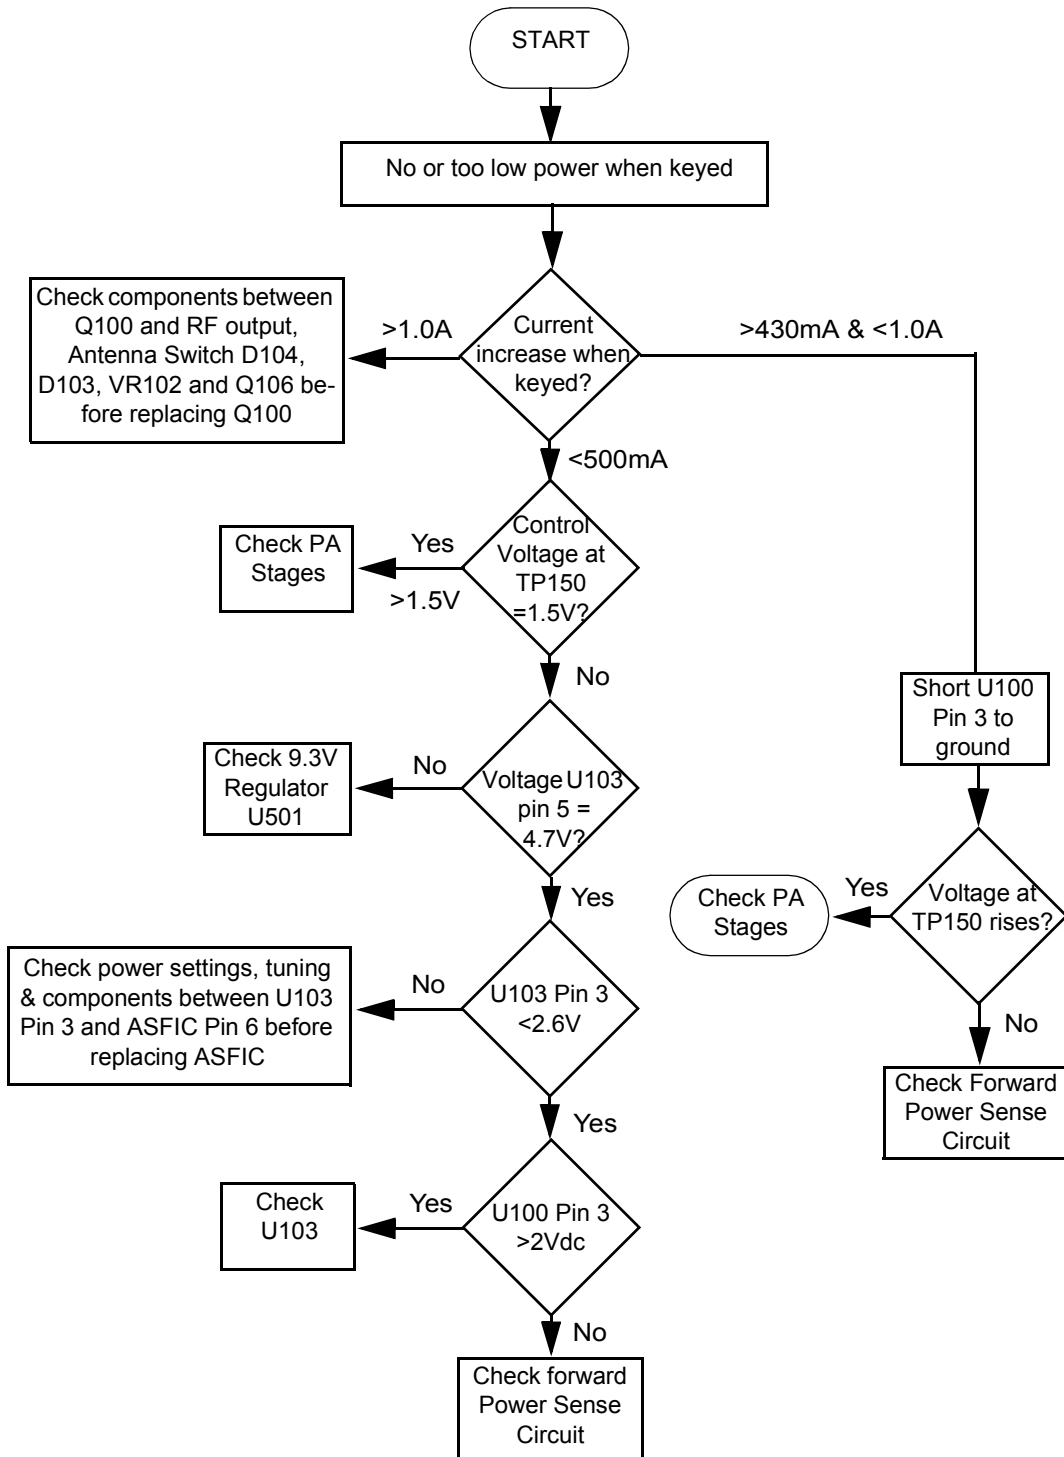 START
No or too low power when keyed
Check components between
Q100 and RF output,
Antenna Switch D104,
D103, VR102 and Q106 be-
fore replacing Q100
>1.0A
Current
increase when
keyed?
>430mA & <1.0A
<500mA
Check PA
Stages
Yes
>1.5V
Control
Voltage at
TP150
=1.5V?
No
Short U100
Pin 3 to
ground
Check 9.3V
Regulator
U501
No
Voltage U103
pin 5 =
4.7V?
Yes
Check PA
Stages
Yes
Voltage at
TP150 rises?
Check power settings, tuning
& components between U103
Pin 3 and ASFIC Pin 6 before
replacing ASFIC
No
U103 Pin 3
<2.6V
No
Check Forward
Power Sense
Circuit
Yes
Check
U103
Yes
U100 Pin 3
>2Vdc
No
Check forward
Power Sense
Circuit